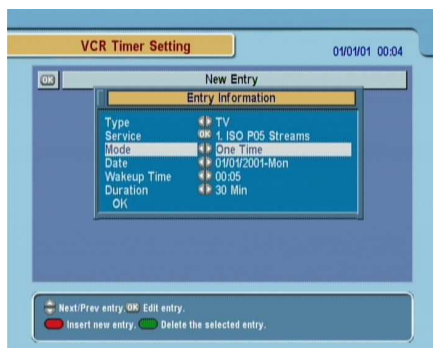 VCR Timer Setting
01/01/01 00:04
OK New Entry
Entry Information
Type TV
Service OK 1. ISO P05 Streams
Mode One Time
Date 01/01/2001-Mon
Wakeup Time 00:05
Duration 30 Min
OK
Next/Prev entry, OK Edit entry.
Insert new entry. Delete the selected entry.